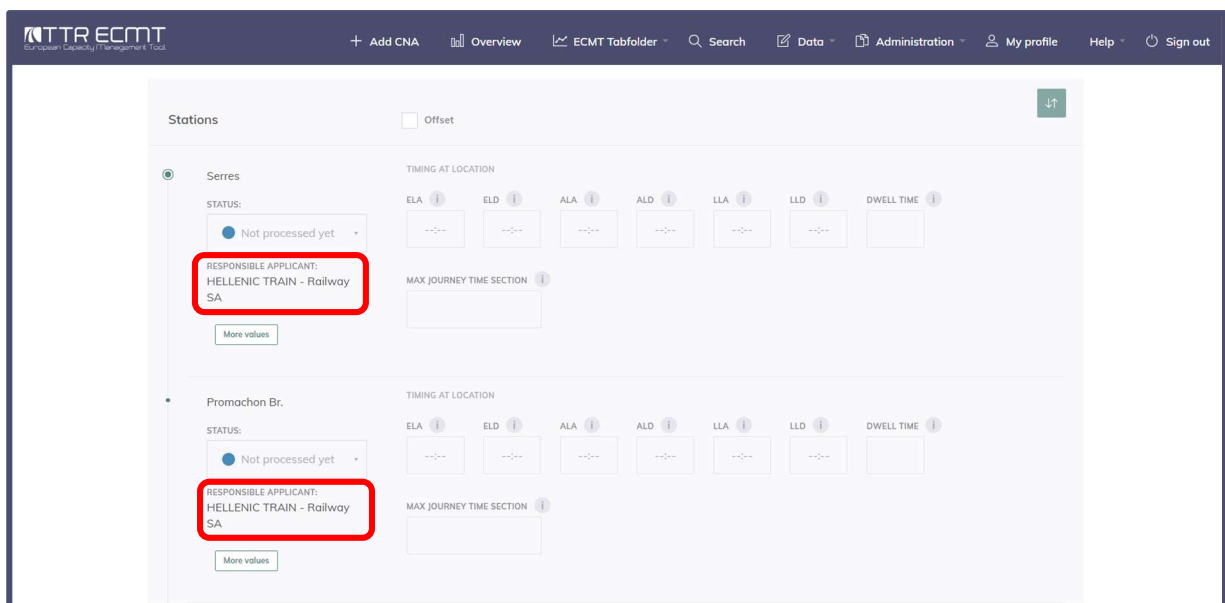 TTR ECMT
European Capacity Management Tool
+ Add CNA Overview ECMT Tabfolder Search Data Administration My profile Help Sign out
Stations Offset
Serres
TIMING AT LOCATION
STATUS:
ELA i ELD i ALA i ALD i LLA i LLD i DWELL TIME i
Not processed yet --:-- --:-- --:-- --:-- --:-- --:--
RESPONSIBLE APPLICANT:
HELLENIC TRAIN - Railway
SA
MAX JOURNEY TIME SECTION i
More values
Promachon Br.
TIMING AT LOCATION
STATUS:
ELA i ELD i ALA i ALD i LLA i LLD i DWELL TIME i
Not processed yet --:-- --:-- --:-- --:-- --:-- --:--
RESPONSIBLE APPLICANT:
HELLENIC TRAIN - Railway
SA
MAX JOURNEY TIME SECTION i
More values